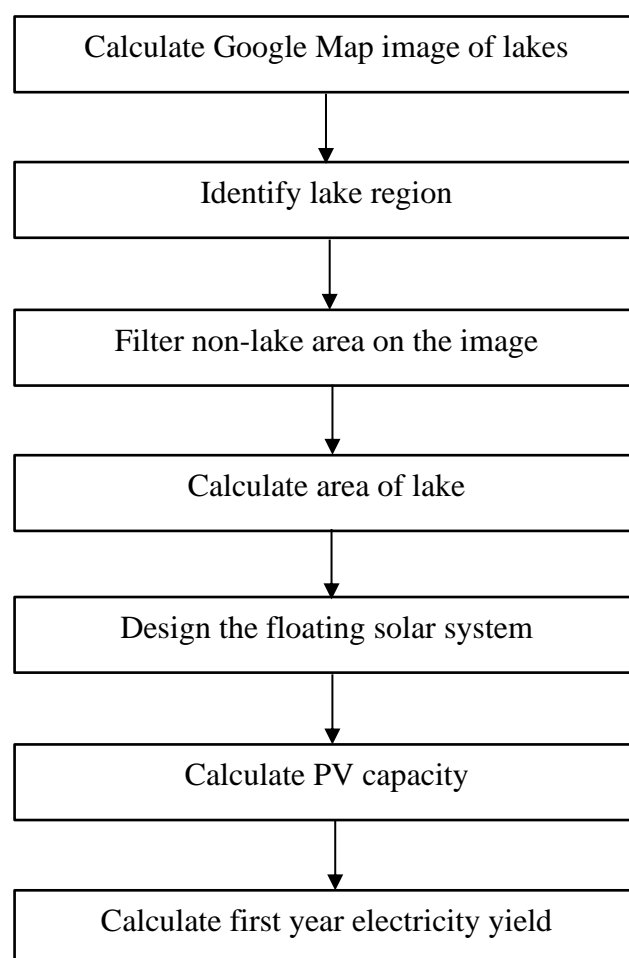 Calculate Google Map image of lakes
Identify lake region
Filter non-lake area on the image
Calculate area of lake
Design the floating solar system
Calculate PV capacity
Calculate first year electricity yield